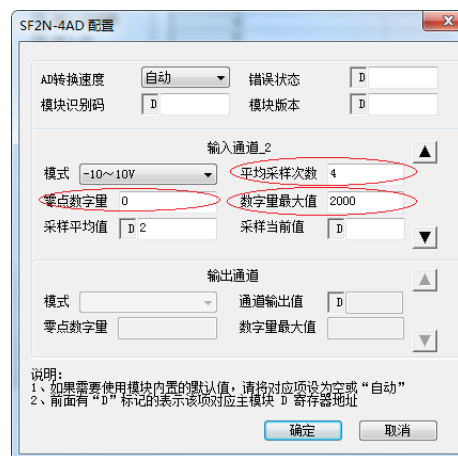 SF2N-4AD 配置
AD转换速度 自动 错误状态 D
模块识别码 D 模块版本 D
输入通道_2
模式 -10～10V 平均采样次数 4
零点数字量 0 数字量最大值 2000
采样平均值 D 2 采样当前值 D
输出通道
模式 通道输出值 D
零点数字量 数字量最大值
说明:
1、如果需要使用模块内置的默认值，请将对应项设为空或“自动”
2、前面有“D”标记的表示该项对应主模块 D 寄存器地址
确定 取消